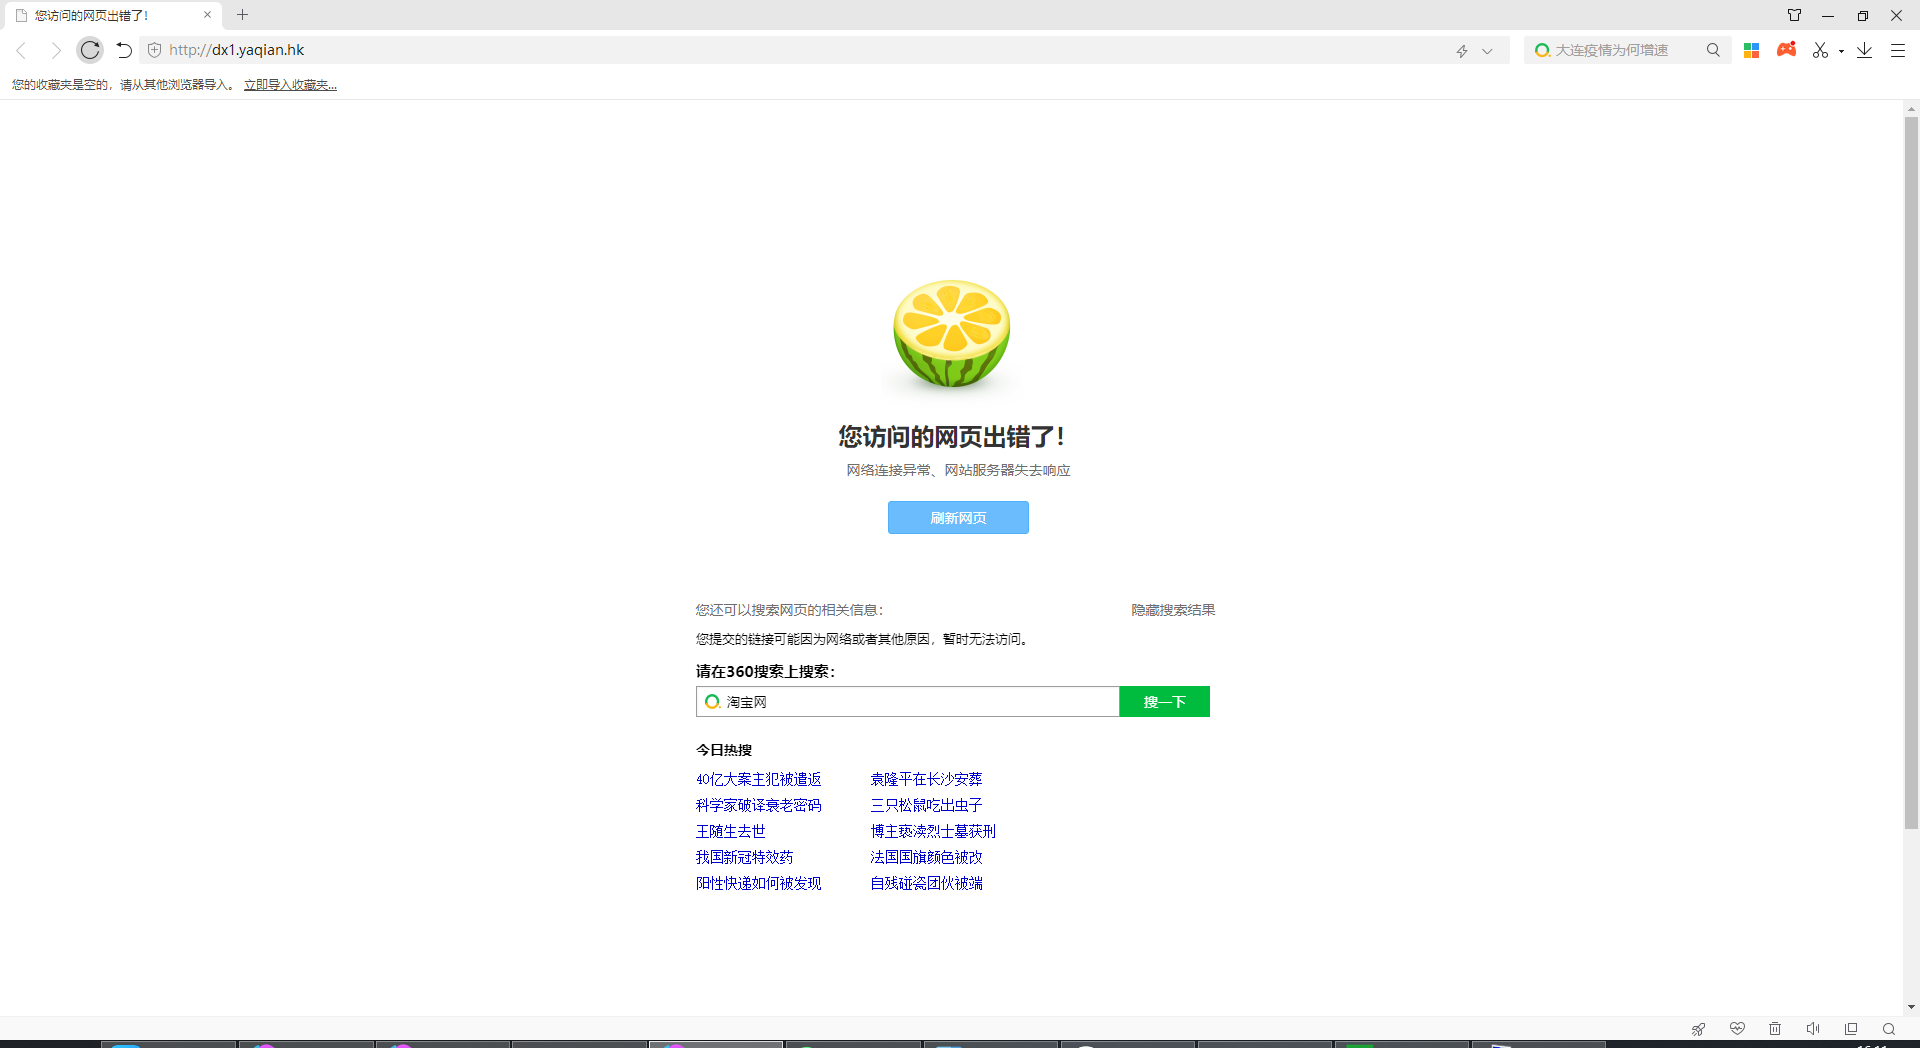 您访问的网页出错了!
http://dx1.yaqian.hk
大连疫情为何增速
您的收藏夹是空的，请从其他浏览器导入。 立即导入收藏夹...
您访问的网页出错了!
网络连接异常、网站服务器失去响应
刷新网页
您还可以搜索网页的相关信息： 隐藏搜索结果
您提交的链接可能因为网络或者其他原因，暂时无法访问。
请在360搜索上搜索：
淘宝网 搜一下
今日热搜
40亿大案主犯被遣返 袁隆平在长沙安葬
科学家破译衰老密码 三只松鼠吃出虫子
王随生去世 博主亵渎烈士墓获刑
我国新冠特效药 法国国旗颜色被改
阳性快递如何被发现 自残碰瓷团伙被端